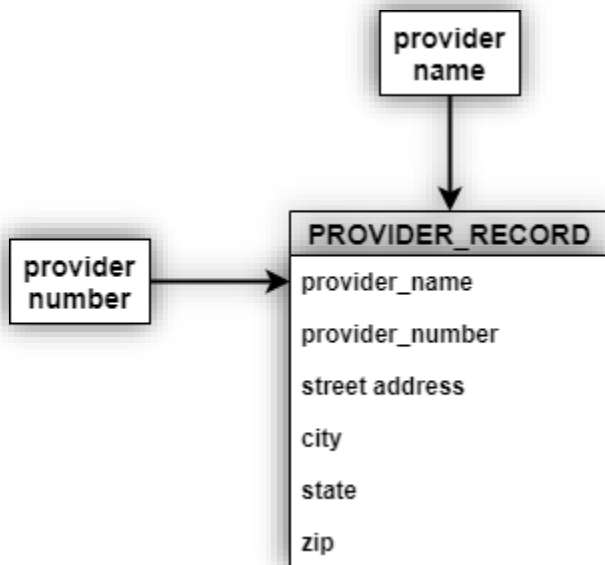 provider
name
PROVIDER_RECORD
provider
number
provider_name
provider_number
street address
city
state
zip